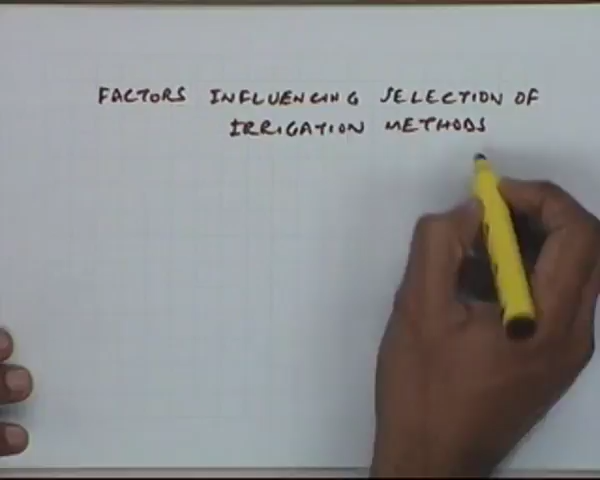 FACTORS INFLUENCING SELECTION OF
IRRIGATION METHODS